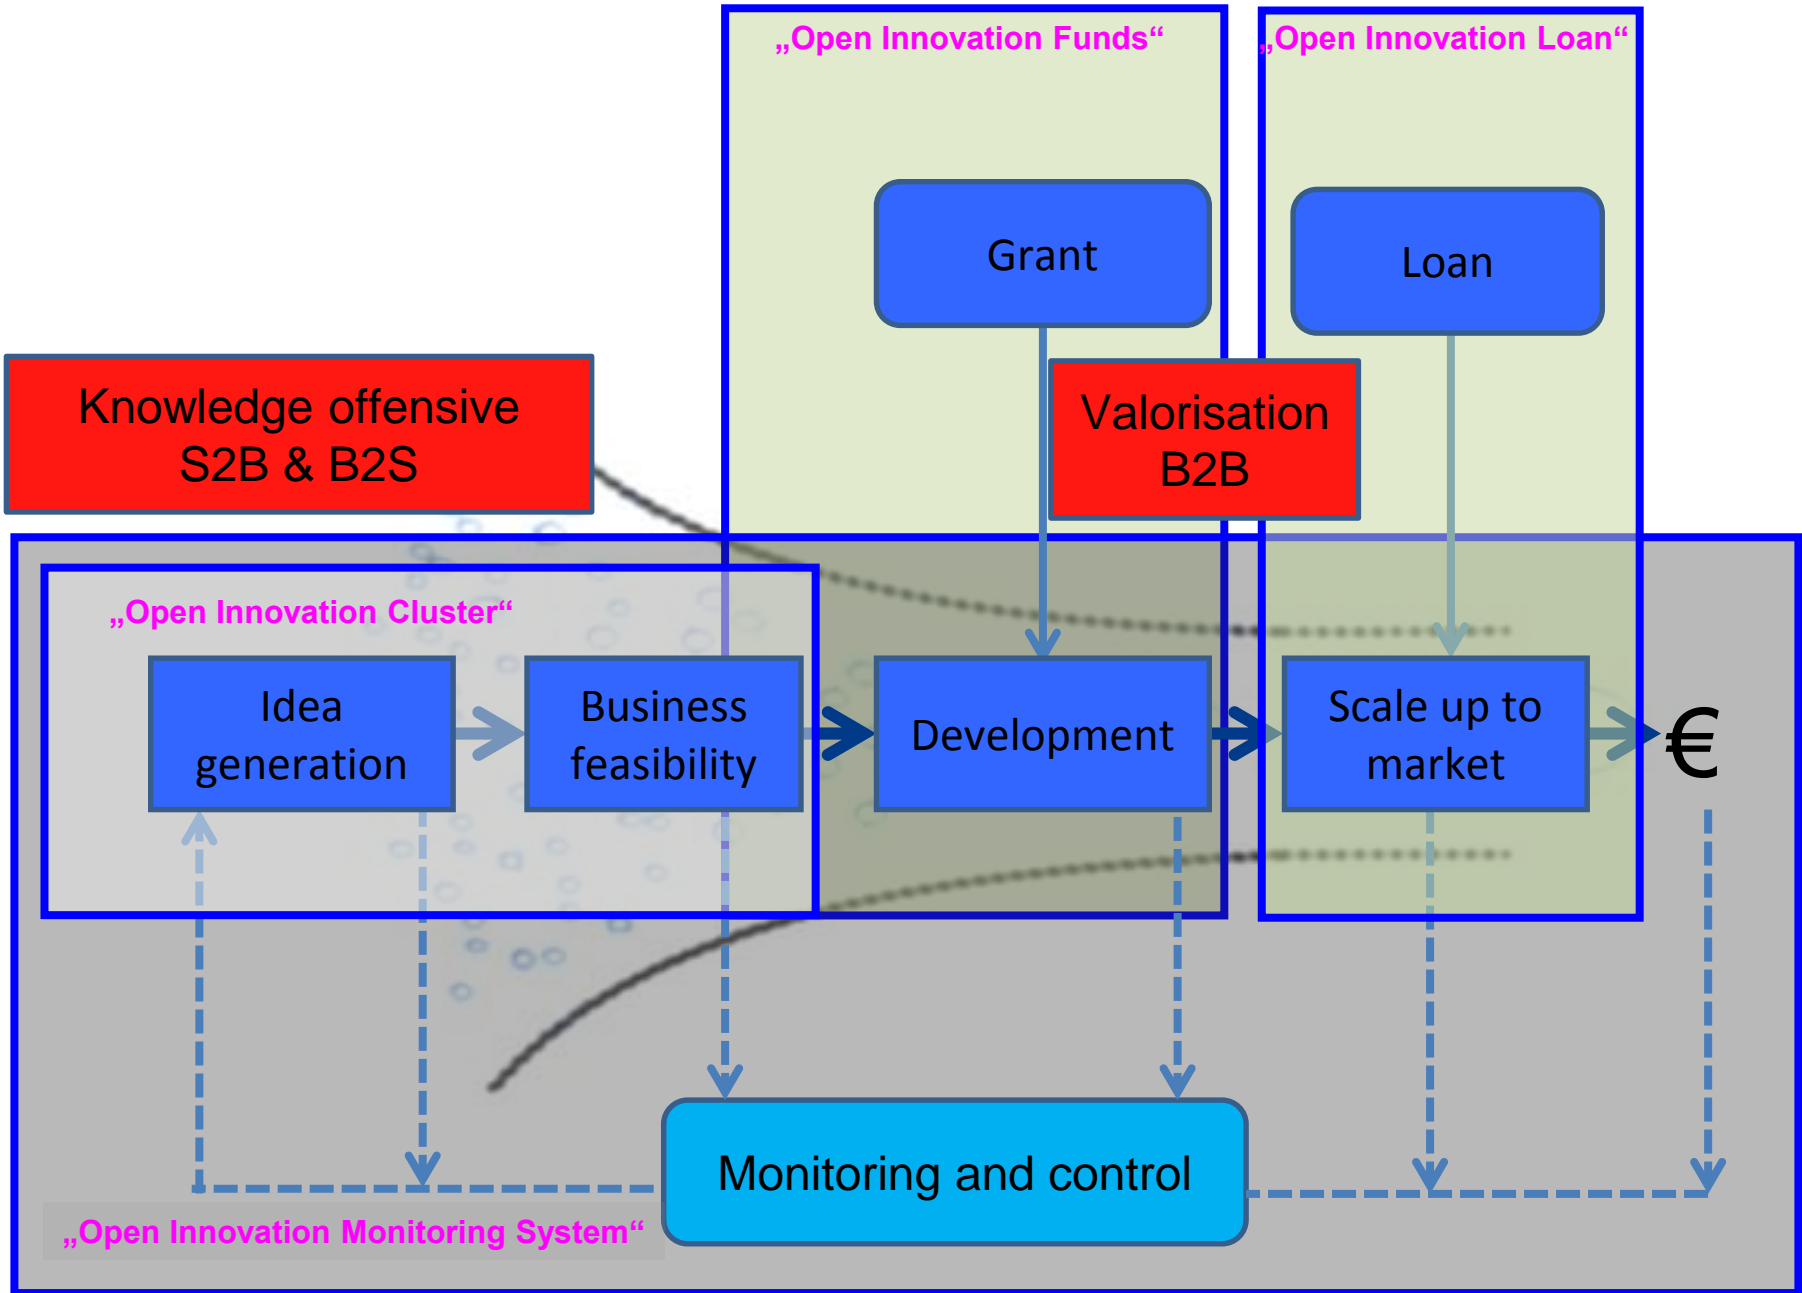 „Open Innovation Funds“
„Open Innovation Loan“
Grant
Loan
Knowledge offensive
S2B & B2S
Valorisation
B2B
„Open Innovation Cluster“
Idea
generation
Business
feasibility
Development
Scale up to
market
€
Monitoring and control
„Open Innovation Monitoring System“